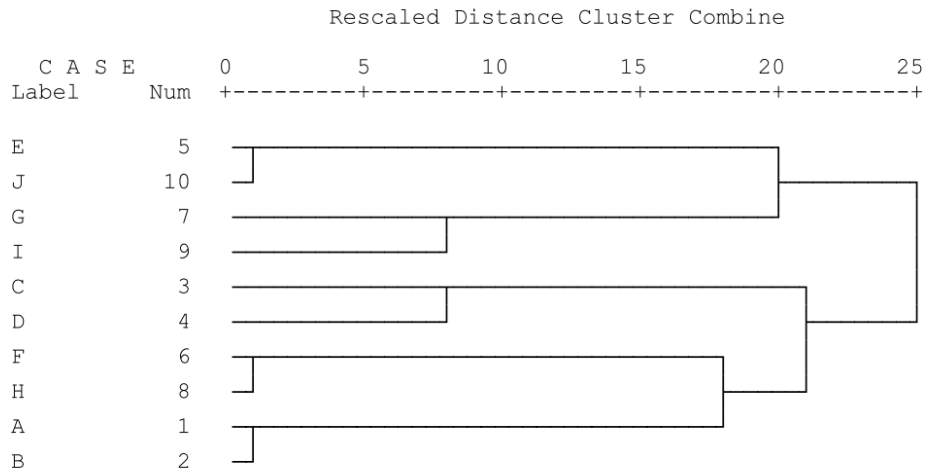 Rescaled Distance Cluster Combine
C A S E 0 5 10 15 20 25
Label Num +---------+---------+---------+---------+---------+
E 5
J 10
G 7
I 9
C 3
D 4
F 6
H 8
A 1
B 2